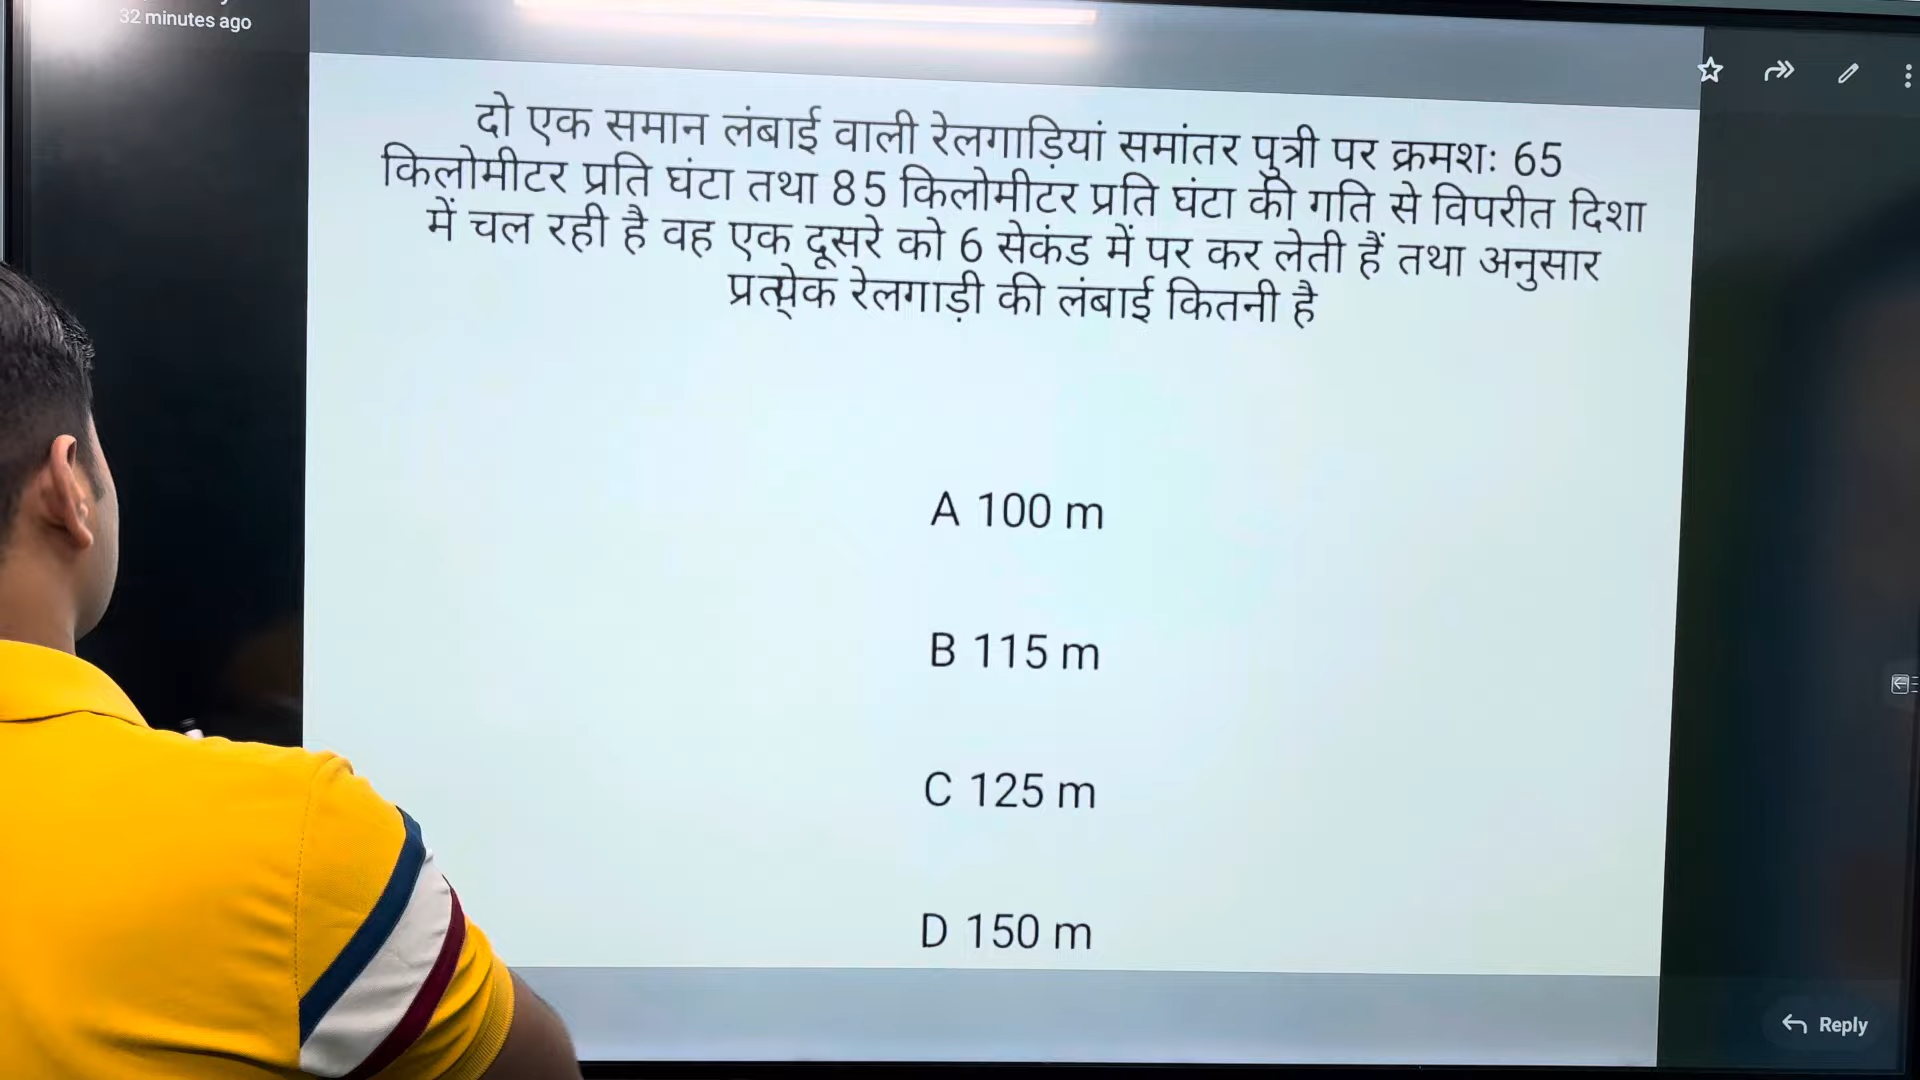 32 minutes ago
दो एक समान लंबाई वाली रेलगाड़ियां समांतर पुत्री पर क्रमशः 65
किलोमीटर प्रति घंटा तथा 85 किलोमीटर प्रति घंटा की गति से विपरीत दिशा
में चल रही है वह एक दूसरे को 6 सेकंड में पर कर लेती हैं तथा अनुसार
प्रत्येक रेलगाड़ी की लंबाई कितनी है
A 100 m
B 115 m
C 125 m
D 150 m
Reply